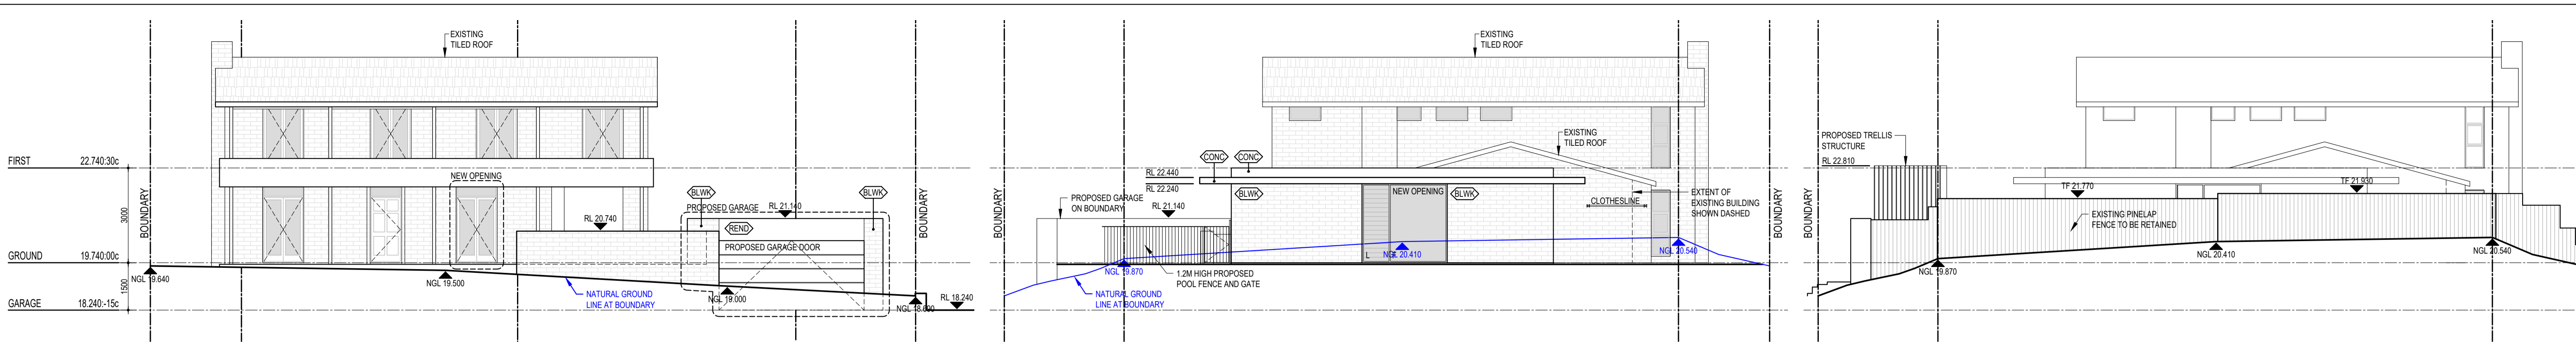 EXISTING
TILED ROOF
FIRST 22.740:30c
3000
BOUNDARY
GROUND 19.740:00c
1500
GARAGE 18.240:-15c
NGL 19.640
NEW OPENING
NGL 19.500
NATURAL GROUND
LINE AT BOUNDARY
RL 20.740
PROPOSED GARAGE
BLWK
RL 21.140
BLWK
REND
PROPOSED GARAGE DOOR
NGL 19.000
BOUNDARY
RL 18.240
EXISTING
TILED ROOF
CONC
CONC
EXISTING
TILED ROOF
RL 22.440
RL 22.240
BLWK
NEW OPENING
BLWK
CLOTHESLINE
EXTENT OF
EXISTING BUILDING
SHOWN DASHED
PROPOSED GARAGE
ON BOUNDARY
RL 21.140
NGL 19.870
1.2M HIGH PROPOSED
POOL FENCE AND GATE
NATURAL GROUND
LINE AT BOUNDARY
L
NGL 20.410
NGL 20.540
BOUNDARY
BOUNDARY
PROPOSED TRELLIS
STRUCTURE
RL 22.810
TF 21.770
TF 21.930
EXISTING PINELAP
FENCE TO BE RETAINED
NGL 19.870
NGL 20.410
NGL 20.540